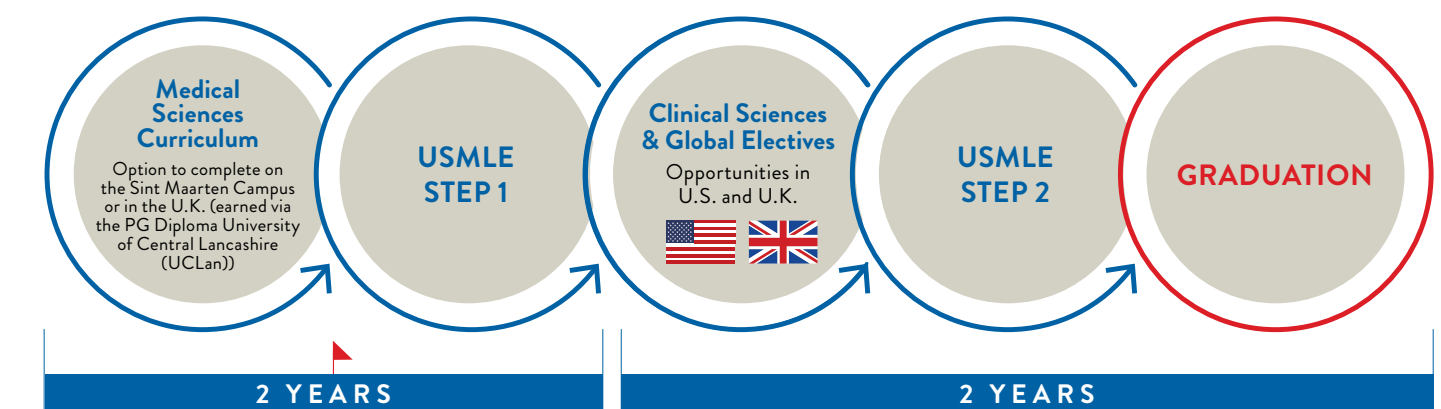 Medical
Sciences
Curriculum
Option to complete on
the Sint Maarten Campus
or in the U.K. (earned via
the PG Diploma University
of Central Lancashire
(UCLan))
USMLE
STEP 1
Clinical Sciences
& Global Electives
Opportunities in
U.S. and U.K.
USMLE
STEP 2
GRADUATION
2 YEARS
2 YEARS